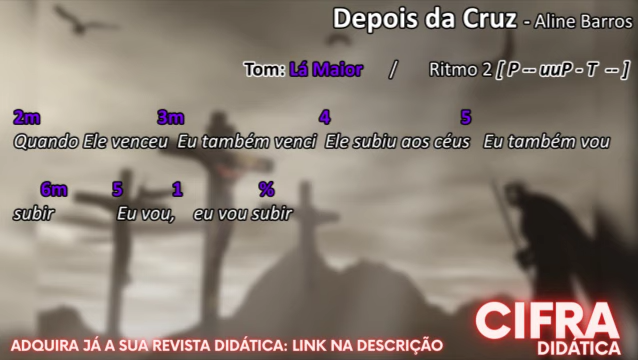 Depois da Cruz - Aline Barros
Tom: Lá Maior / Ritmo 2 [ P -- uuP - T -- ]
2m 3m 4 5
Quando Ele venceu Eu também venci Ele subiu aos céus Eu também vou
6m 5 1 %
subir Eu vou, eu vou subir
CIFRA
DIDÁTICA
ADQUIRA JÁ A SUA REVISTA DIDÁTICA: LINK NA DESCRIÇÃO